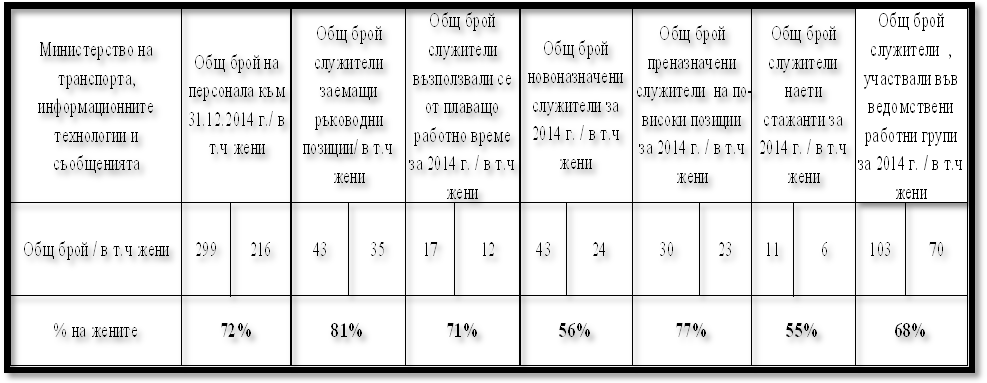 Министерство на
транспорта,
информационните
технологии и
съобщенията
Общ брой на
персонала към
31.12.2014 г./ в
т.ч жени
Общ брой
служители
заемащи
ръководни
позиции/ в т.ч
жени
Общ брой
служители
възползвали се
от плаващо
работно време
за 2014 г. / в т.ч
жени
Общ брой
новоназначени
служители за
2014 г. / в т.ч
жени
Общ брой
преназначени
служители на по-
високи позиции
за 2014 г. / в т.ч
жени
Общ брой
служители
наети
стажанти за
2014 г. / в т.ч
жени
Общ брой
служители ,
участвали във
ведомствени
работни групи
за 2014 г. / в т.ч
жени
Общ брой / в т.ч жени 299 216 43 35 17 12 43 24 30 23 11 6 103 70
% на жените 72% 81% 71% 56% 77% 55% 68%